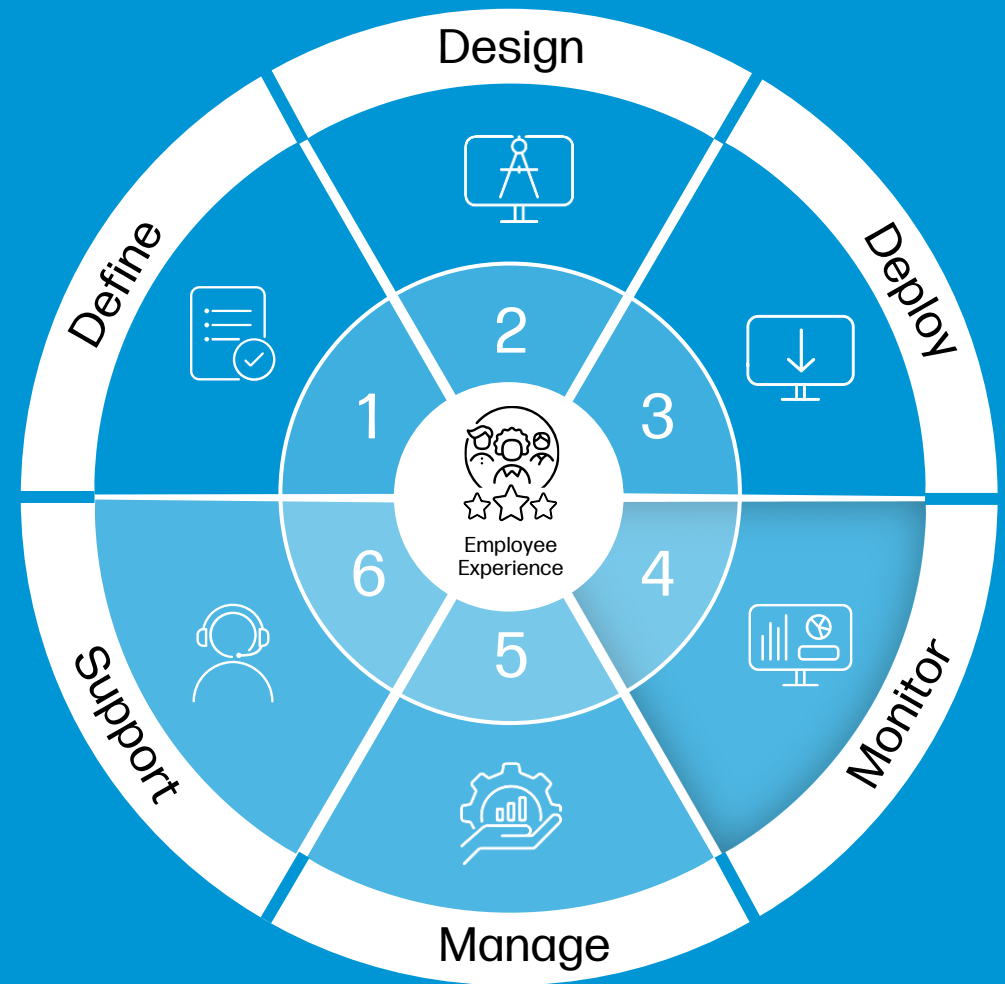 Design
Define
Deploy
2
1
3
Employee
Experience
6
4
5
Support
Monitor
Manage